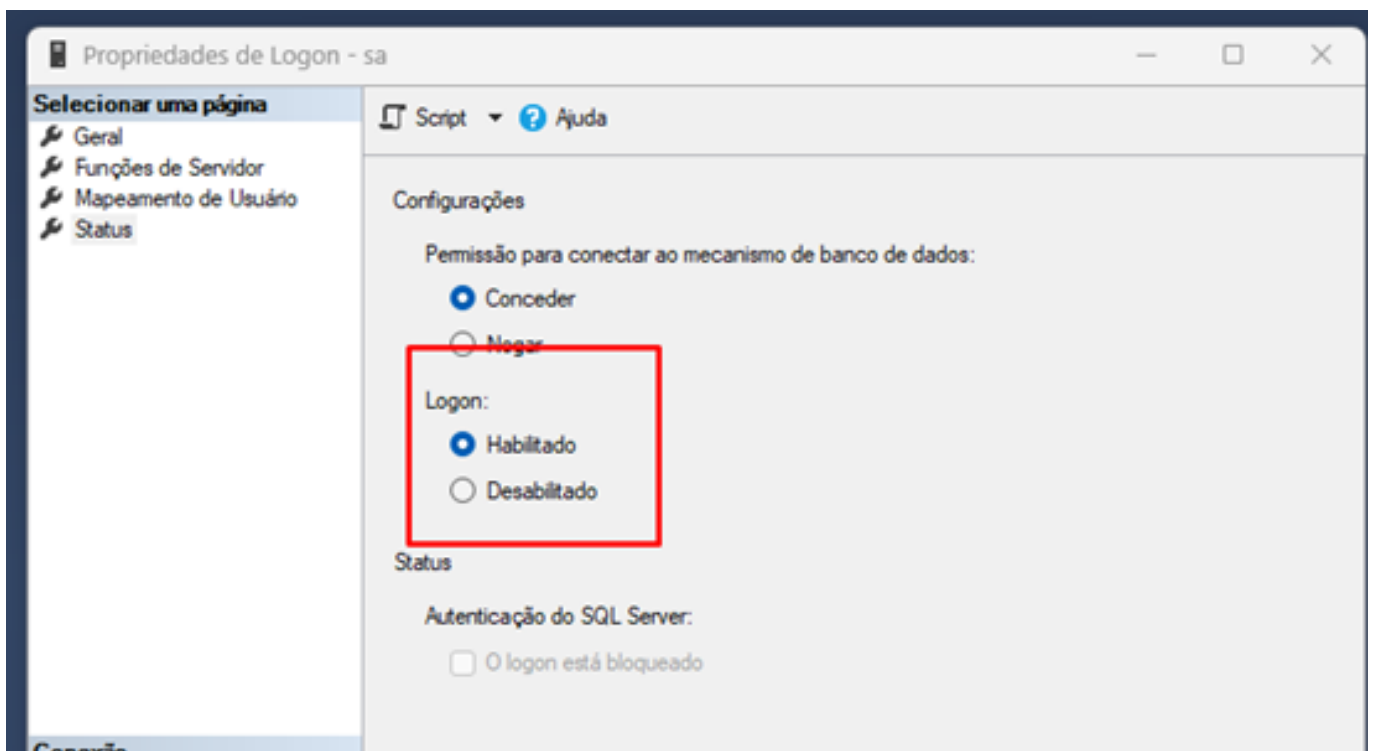 Propriedades de Logon - sa
Selecionar uma página
Geral
Funções de Servidor
Mapeamento de Usuário
Status
Script
Ajuda
Configurações
Permissão para conectar ao mecanismo de banco de dados:
Conceder
Negar
Logon:
Habilitado
Desabilitado
Status
Autenticação do SQL Server:
O logon está bloqueado
Conexão